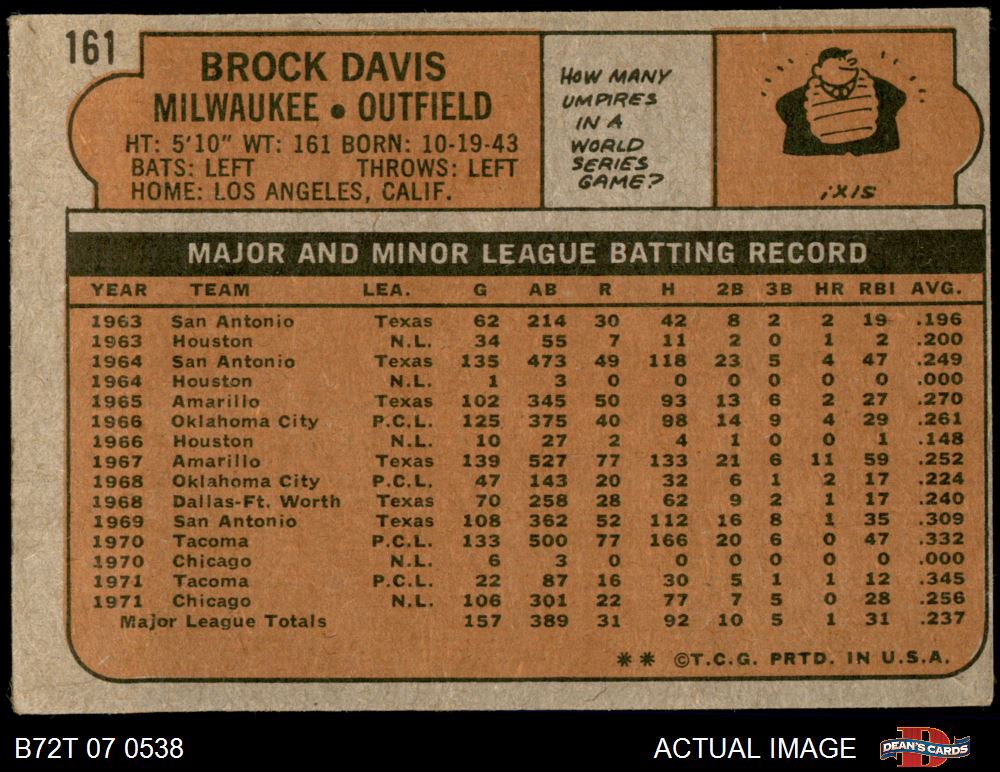 161
BROCK DAVIS
MILWAUKEE • OUTFIELD
HT: 5'10" WT: 161 BORN: 10-19-43
BATS: LEFT THROWS: LEFT
HOME: LOS ANGELES, CALIF.
HOW MANY
UMPIRES
IN A
WORLD
SERIES
GAME?
¡XIS
MAJOR AND MINOR LEAGUE BATTING RECORD
YEAR TEAM LEA. G AB R H 2B 3B HR RBI AVG.
1963 San Antonio Texas 62 214 30 42 8 2 2 19 .196
1963 Houston N.L. 34 55 7 11 2 0 1 2 .200
1964 San Antonio Texas 135 473 49 118 23 5 4 47 .249
1964 Houston N.L. 1 3 0 0 0 0 0 0 .000
1965 Amarillo Texas 102 345 50 93 13 6 2 27 .270
1966 Oklahoma City P.C.L. 125 375 40 98 14 9 4 29 .261
1966 Houston N.L. 10 27 2 4 1 0 0 1 .148
1967 Amarillo Texas 139 527 77 133 21 6 11 59 .252
1968 Oklahoma City P.C.L. 47 143 20 32 6 1 2 17 .224
1968 Dallas-Ft. Worth Texas 70 258 28 62 9 2 1 17 .240
1969 San Antonio Texas 108 362 52 112 16 8 1 35 .309
1970 Tacoma P.C.L. 133 500 77 166 20 6 0 47 .332
1970 Chicago N.L. 6 3 0 0 0 0 0 0 .000
1971 Tacoma P.C.L. 22 87 16 30 5 1 1 12 .345
1971 Chicago N.L. 106 301 22 77 7 5 0 28 .256
Major League Totals 157 389 31 92 10 5 1 31 .237
** ©T.C.G. PRTD. IN U.S.A.
B72T 07 0538 ACTUAL IMAGE
DEAN'S CARDS